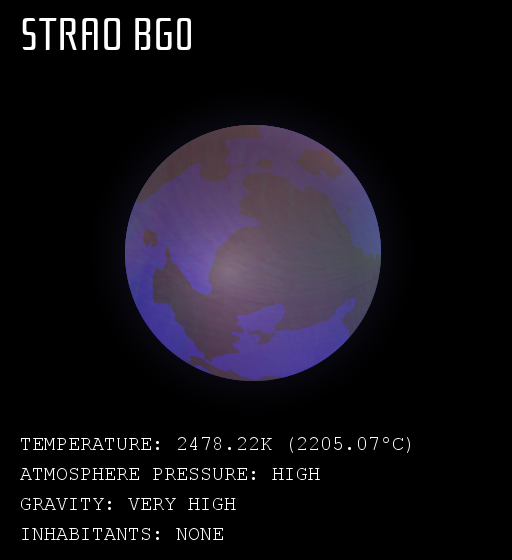 STRAO BGO
TEMPERATURE: 2478.22K (2205.07°C)
ATMOSPHERE PRESSURE: HIGH
GRAVITY: VERY HIGH
INHABITANTS: NONE